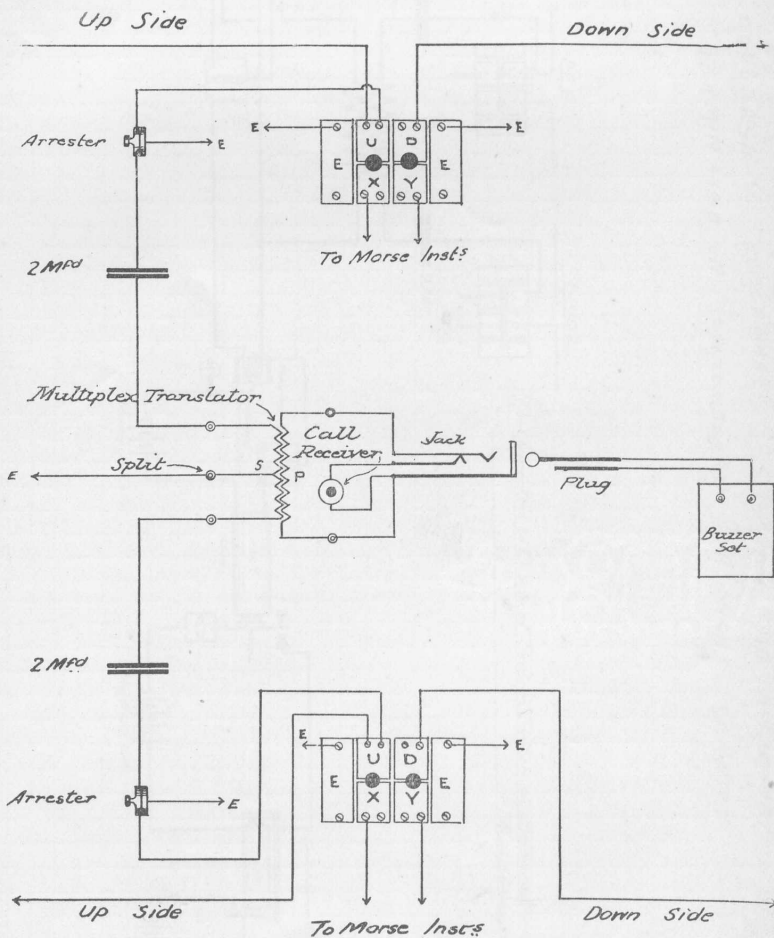 Up Side
Down Side
Arrester
E
E
E
U D
E E
X Y
To Morse Insts
2 Mfd
Multiplex Translator
Call
Receiver
Jack
Split
E
S
P
Plug
Buzzer
Set
2 Mfd
E
E
U D
E E
X Y
Arrester
E
Up Side
Down Side
To Morse Insts